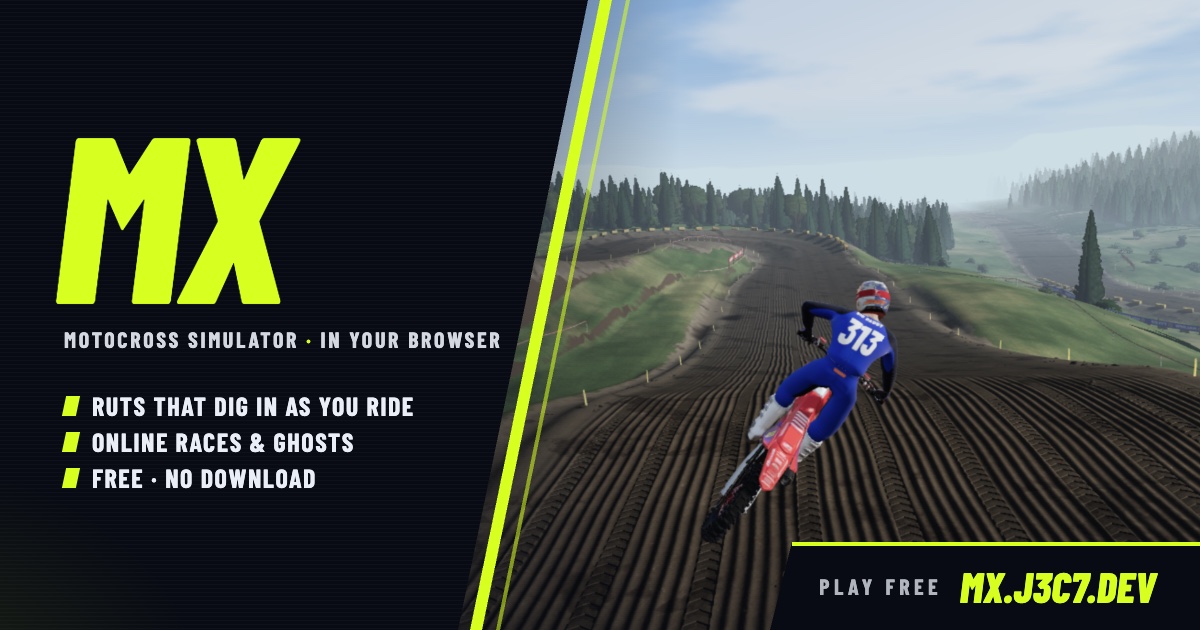 MX
MOTOCROSS SIMULATOR · IN YOUR BROWSER
RUTS THAT DIG IN AS YOU RIDE
ONLINE RACES & GHOSTS
FREE · NO DOWNLOAD
313
PLAY FREE MX.J3C7.DEV